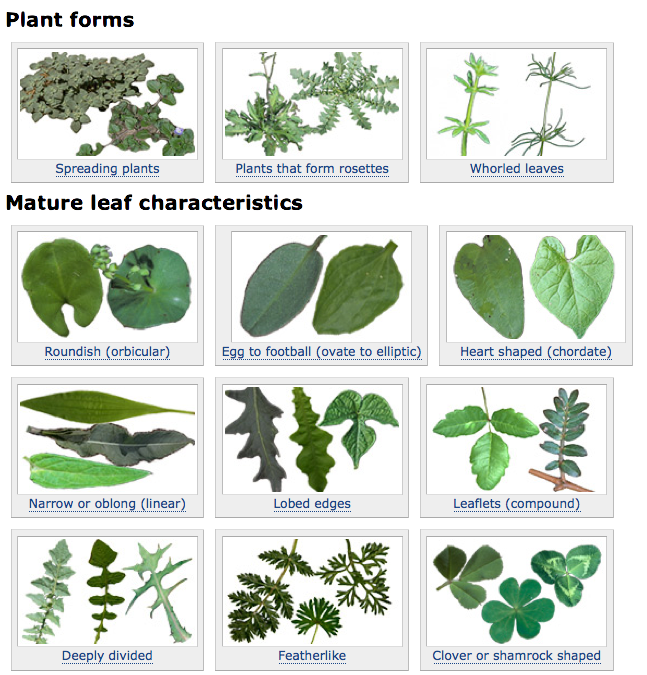 Plant forms
Spreading plants
Plants that form rosettes
Whorled leaves
Mature leaf characteristics
Roundish (orbicular)
Egg to football (ovate to elliptic)
Heart shaped (chordate)
Narrow or oblong (linear)
Lobed edges
Leaflets (compound)
Deeply divided
Featherlike
Clover or shamrock shaped